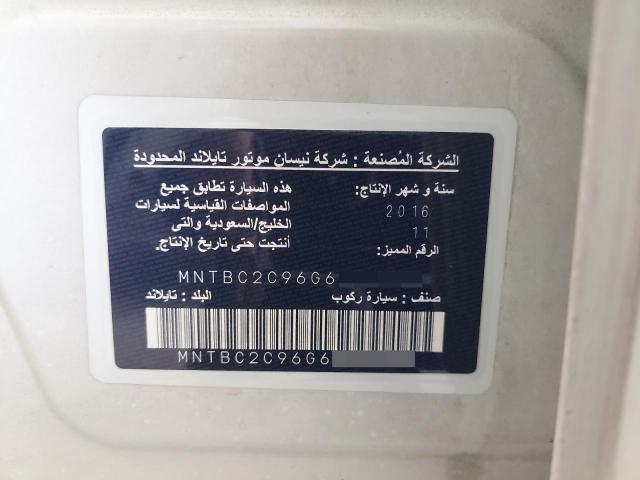 الشركة المُصنعة : شركة نيسان موتور تايلاند المحدودة
سنة و شهر الإنتاج:
2016
11
هذه السيارة تطابق جميع
المواصفات القياسية لسيارات
الخليج/السعودية والتى
أنتجت حتى تاريخ الإنتاج.
الرقم المميز:
MNTBC2C96G6
صنف : سيارة ركوب
البلد : تايلاند
MNTBC2C96G6